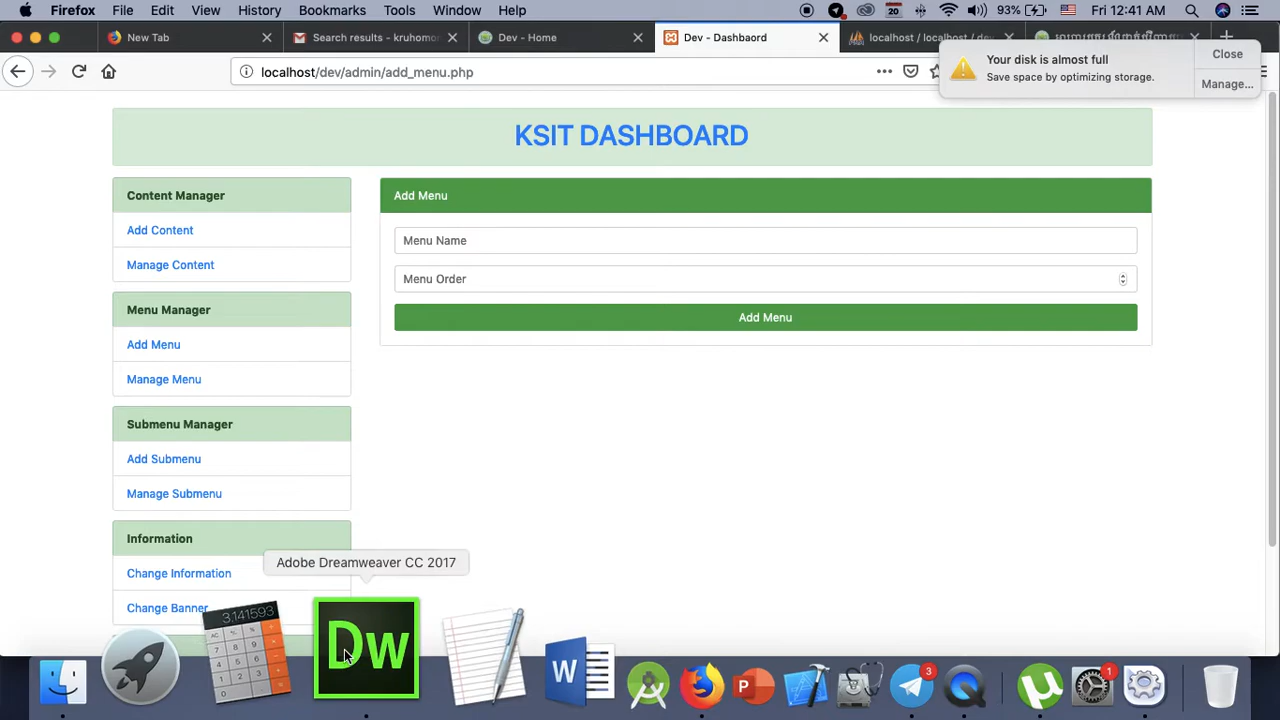 Firefox File Edit View History Bookmarks Tools Window Help
20 93% Fri 12:41 AM
New Tab
Search results - kruhomn
Dev - Home
Dev - Dashbaord
localhost / localhost / dev
localhost/dev/admin/add_menu.php
Your disk is almost full
Save space by optimizing storage.
Close
Manage...
KSIT DASHBOARD
Content Manager
Add Content
Manage Content
Menu Manager
Add Menu
Manage Menu
Submenu Manager
Add Submenu
Manage Submenu
Information
Change Information
Change Banner
Add Menu
Menu Name
Menu Order
Add Menu
Adobe Dreamweaver CC 2017
3.141593
Dw
W
P
3
1